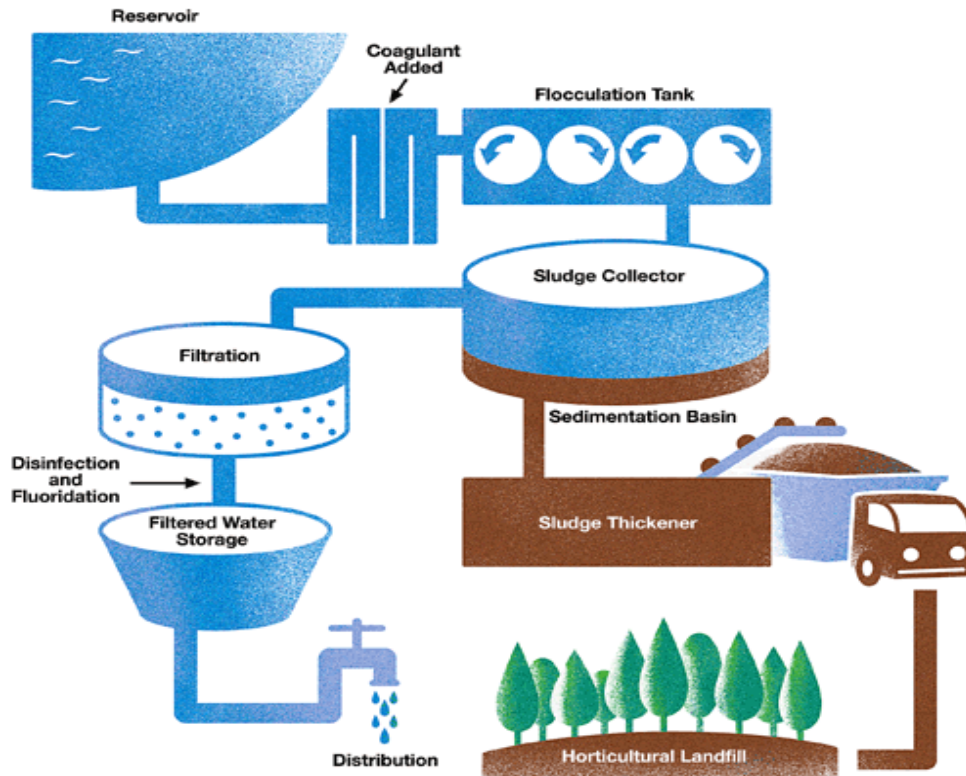 Reservoir
Coagulant
Added
Flocculation Tank
Sludge Collector
Filtration
Sedimentation Basin
Disinfection
and
Fluoridation
Filtered Water
Storage
Sludge Thickener
Distribution
Horticultural Landfill